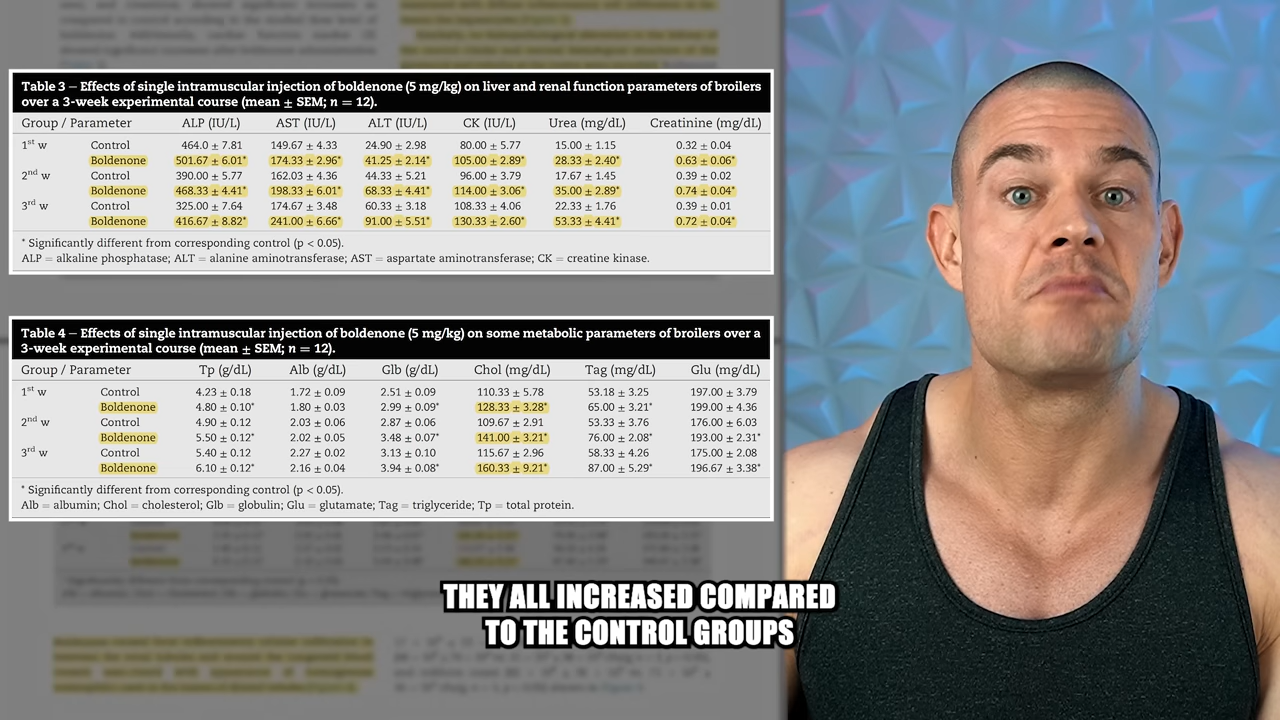 Table 3 – Effects of single intramuscular injection of boldenone (5 mg/kg) on liver and renal function parameters of broilers
over a 3-week experimental course (mean ± SEM; n = 12).
Group / Parameter ALP (IU/L) AST (IU/L) ALT (IU/L) CK (IU/L) Urea (mg/dL) Creatinine (mg/dL)
1st w Control 464.0 ± 7.81 149.67 ± 4.33 24.90 ± 2.98 80.00 ± 5.77 15.00 ± 1.15 0.32 ± 0.04
Boldenone 501.67 ± 6.01* 174.33 ± 2.96* 41.25 ± 2.14* 105.00 ± 2.89* 28.33 ± 2.40* 0.63 ± 0.06*
2nd w Control 390.00 ± 5.77 162.03 ± 4.36 44.33 ± 5.21 96.00 ± 3.79 17.67 ± 1.45 0.39 ± 0.02
Boldenone 468.33 ± 4.41* 198.33 ± 6.01* 68.33 ± 4.41* 114.00 ± 3.06* 35.00 ± 2.89* 0.74 ± 0.04*
3rd w Control 325.00 ± 7.64 174.67 ± 3.48 60.33 ± 3.18 108.33 ± 4.06 22.33 ± 1.76 0.39 ± 0.01
Boldenone 416.67 ± 8.82* 241.00 ± 6.66* 91.00 ± 5.51* 130.33 ± 2.60* 53.33 ± 4.41* 0.72 ± 0.04*
* Significantly different from corresponding control (p < 0.05).
ALP = alkaline phosphatase; ALT = alanine aminotransferase; AST = aspartate aminotransferase; CK = creatine kinase.
Table 4 – Effects of single intramuscular injection of boldenone (5 mg/kg) on some metabolic parameters of broilers over a
3-week experimental course (mean ± SEM; n = 12).
Group / Parameter Tp (g/dL) Alb (g/dL) Glb (g/dL) Chol (mg/dL) Tag (mg/dL) Glu (mg/dL)
1st w Control 4.23 ± 0.18 1.72 ± 0.09 2.51 ± 0.09 110.33 ± 5.78 53.18 ± 3.25 197.00 ± 3.79
Boldenone 4.80 ± 0.10* 1.80 ± 0.03 2.99 ± 0.09* 128.33 ± 3.28* 65.00 ± 3.21* 199.00 ± 4.36
2nd w Control 4.90 ± 0.12 2.03 ± 0.06 2.87 ± 0.06 109.67 ± 2.91 53.33 ± 3.76 176.00 ± 6.03
Boldenone 5.50 ± 0.12* 2.02 ± 0.05 3.48 ± 0.07* 141.00 ± 3.21* 76.00 ± 2.08* 193.00 ± 2.31*
3rd w Control 5.40 ± 0.12 2.27 ± 0.02 3.13 ± 0.10 115.67 ± 2.96 58.33 ± 4.26 175.00 ± 2.08
Boldenone 6.10 ± 0.12* 2.16 ± 0.04 3.94 ± 0.08* 160.33 ± 9.21* 87.00 ± 5.29* 196.67 ± 3.38*
* Significantly different from corresponding control (p < 0.05).
Alb = albumin; Chol = cholesterol; Glb = globulin; Glu = glutamate; Tag = triglyceride; Tp = total protein.
THEY ALL INCREASED COMPARED
TO THE CONTROL GROUPS